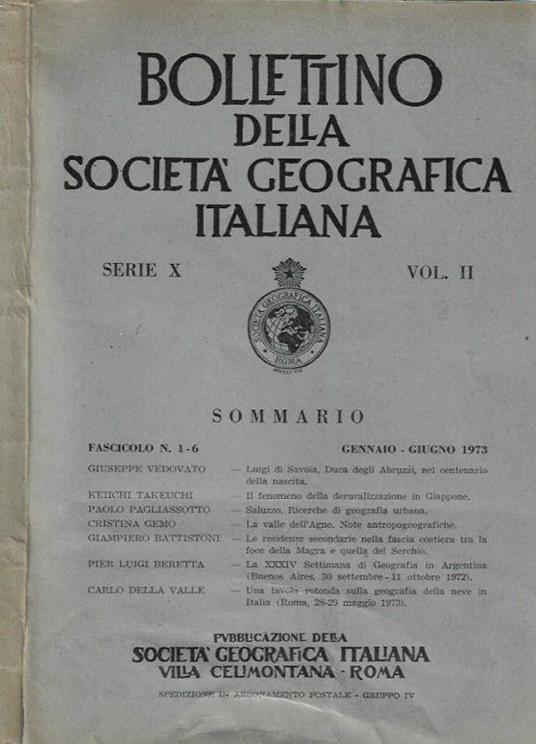 BOLLETTINO
DELLA
SOCIETA' GEOGRAFICA
ITALIANA
SERIE X VOL. II
SOCIETÀ GEOGRAFICA ITALIANA
ROMA
SOMMARIO
FASCICOLO N. 1-6 GENNAIO - GIUGNO 1973
GIUSEPPE VEDOVATO — Luigi di Savoia, Duca degli Abruzzi, nel centenario
della nascita.
KEIICHI TAKEUCHI — Il fenomeno della deruralizzazione in Giappone.
PAOLO PAGLIASSOTTO — Saluzzo. Ricerche di geografia urbana.
CRISTINA GEMO — La valle dell'Agno. Note antropogeografiche.
GIAMPIERO BATTISTONI — Le residenze secondarie nella fascia costiera tra la
foce della Magra e quella del Serchio.
PIER LUIGI BERETTA — La XXXIV Settimana di Geografia in Argentina
(Buenos Aires, 30 settembre - 11 ottobre 1972).
CARLO DELLA VALLE — Una tavola rotonda sulla geografia della neve in
Italia (Roma, 28-29 maggio 1973).
PVBBLICAZIONE DELLA
SOCIETA' GEOGRAFICA ITALIANA
VILLA CELIMONTANA - ROMA
SPEDIZIONE IN ABBONAMENTO POSTALE - GRUPPO IV